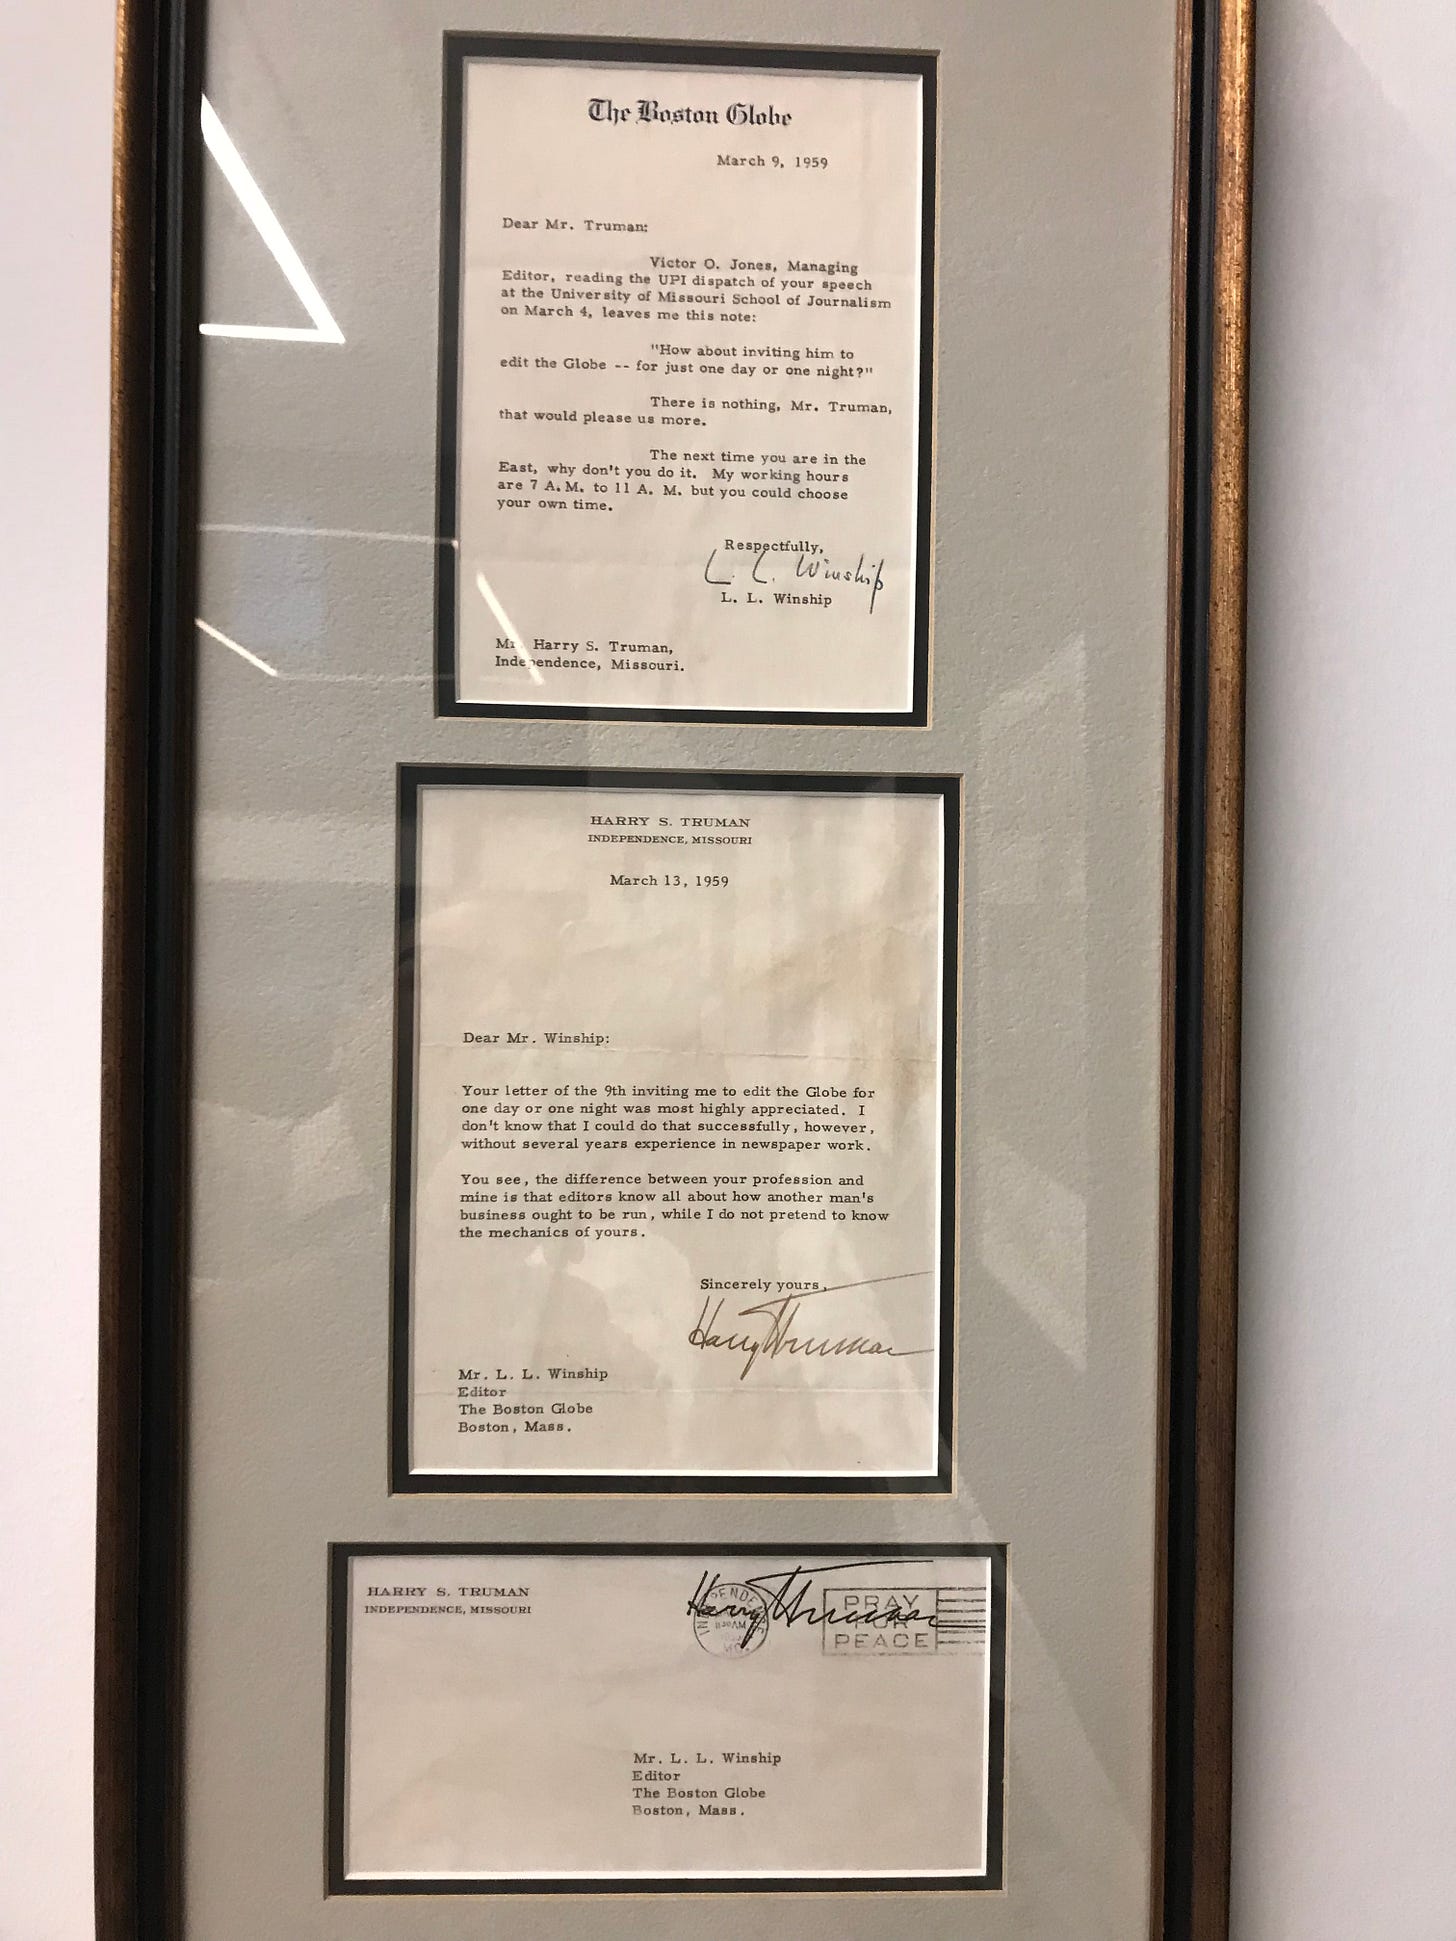 The Boston Globe
March 9, 1959
Dear Mr. Truman:
Victor O. Jones, Managing
Editor, reading the UPI dispatch of your speech
at the University of Missouri School of Journalism
on March 4, leaves me this note:
"How about inviting him to
edit the Globe -- for just one day or one night?"
There is nothing, Mr. Truman,
that would please us more.
The next time you are in the
East, why don't you do it. My working hours
are 7 A.M. to 11 A. M. but you could choose
your own time.
Respectfully,
L. L. Winship
L. L. Winship
Mr. Harry S. Truman,
Independence, Missouri.
HARRY S. TRUMAN
INDEPENDENCE, MISSOURI
March 13, 1959
Dear Mr. Winship:
Your letter of the 9th inviting me to edit the Globe for
one day or one night was most highly appreciated. I
don't know that I could do that successfully, however,
without several years experience in newspaper work.
You see, the difference between your profession and
mine is that editors know all about how another man's
business ought to be run, while I do not pretend to know
the mechanics of yours.
Sincerely yours,
Harry Truman
Mr. L. L. Winship
Editor
The Boston Globe
Boston, Mass.
HARRY S. TRUMAN
INDEPENDENCE, MISSOURI
Harry Truman
INDEPENDENCE
MO.
PRAY
FOR
PEACE
Mr. L. L. Winship
Editor
The Boston Globe
Boston, Mass.